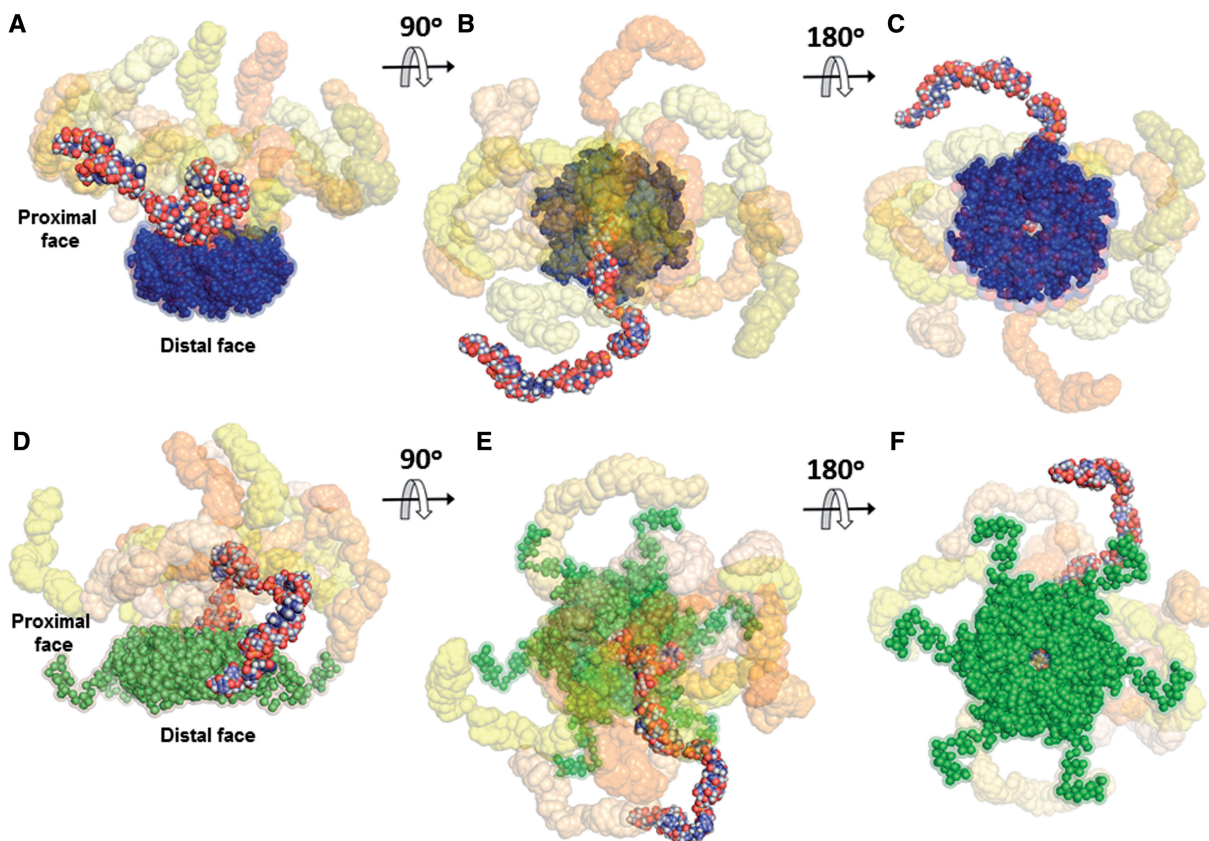 A
90°
B
180°
C
Proximal
face
Distal face
D
90°
E
180°
F
Proximal
face
Distal face